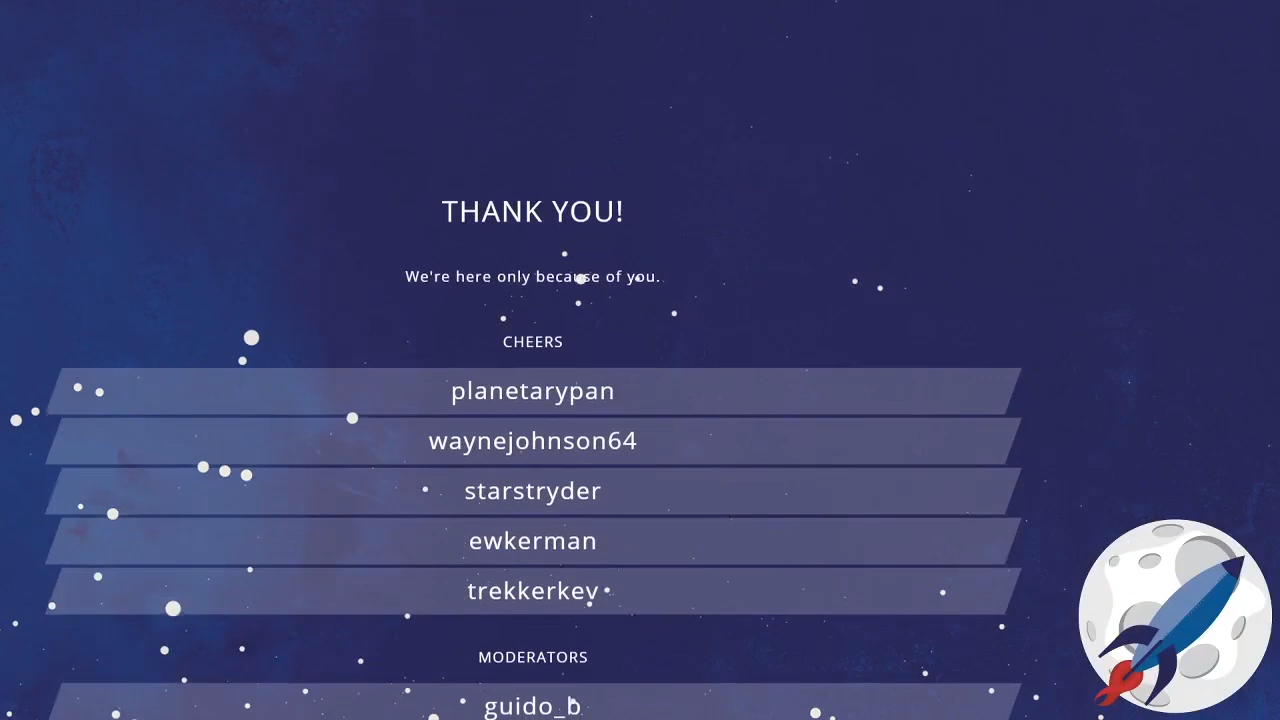 THANK YOU!
We're here only because of you.
CHEERS
planetarypan
waynejohnson64
starstryder
ewkerman
trekkerkev
MODERATORS
guido_b